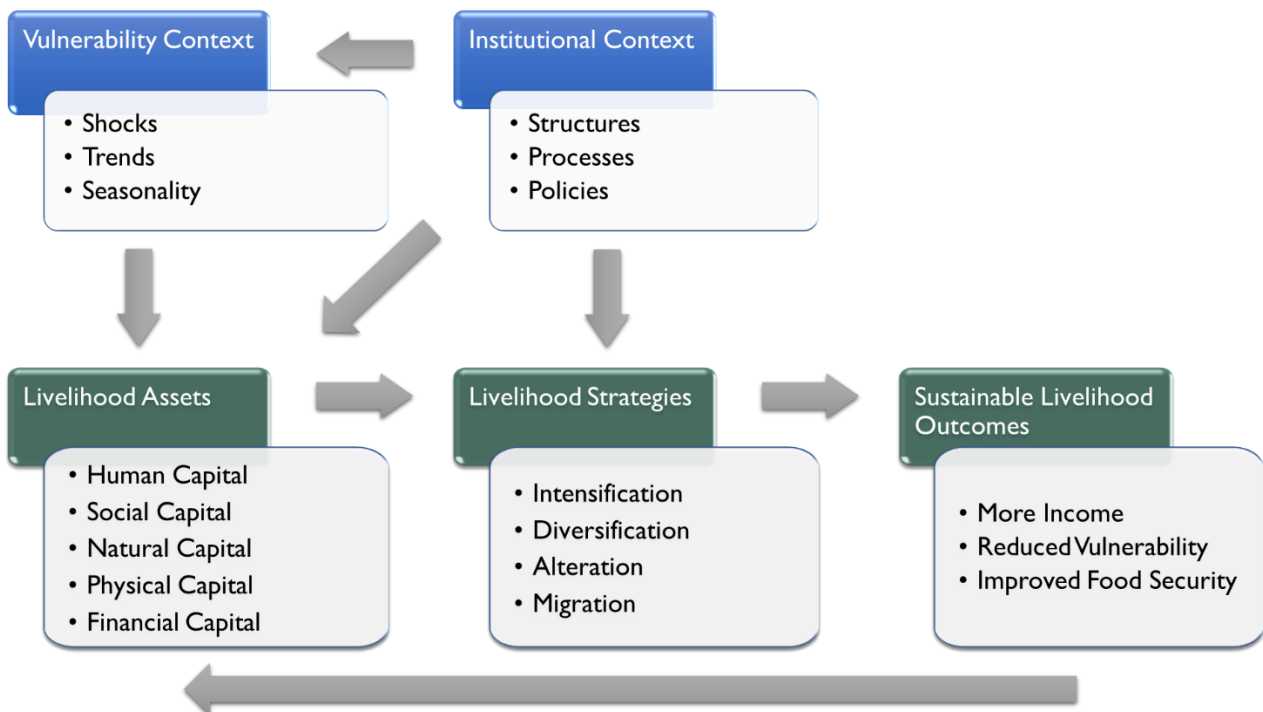 Vulnerability Context
• Shocks
• Trends
• Seasonality
Institutional Context
• Structures
• Processes
• Policies
Livelihood Assets
• Human Capital
• Social Capital
• Natural Capital
• Physical Capital
• Financial Capital
Livelihood Strategies
• Intensification
• Diversification
• Alteration
• Migration
Sustainable Livelihood
Outcomes
• More Income
• Reduced Vulnerability
• Improved Food Security